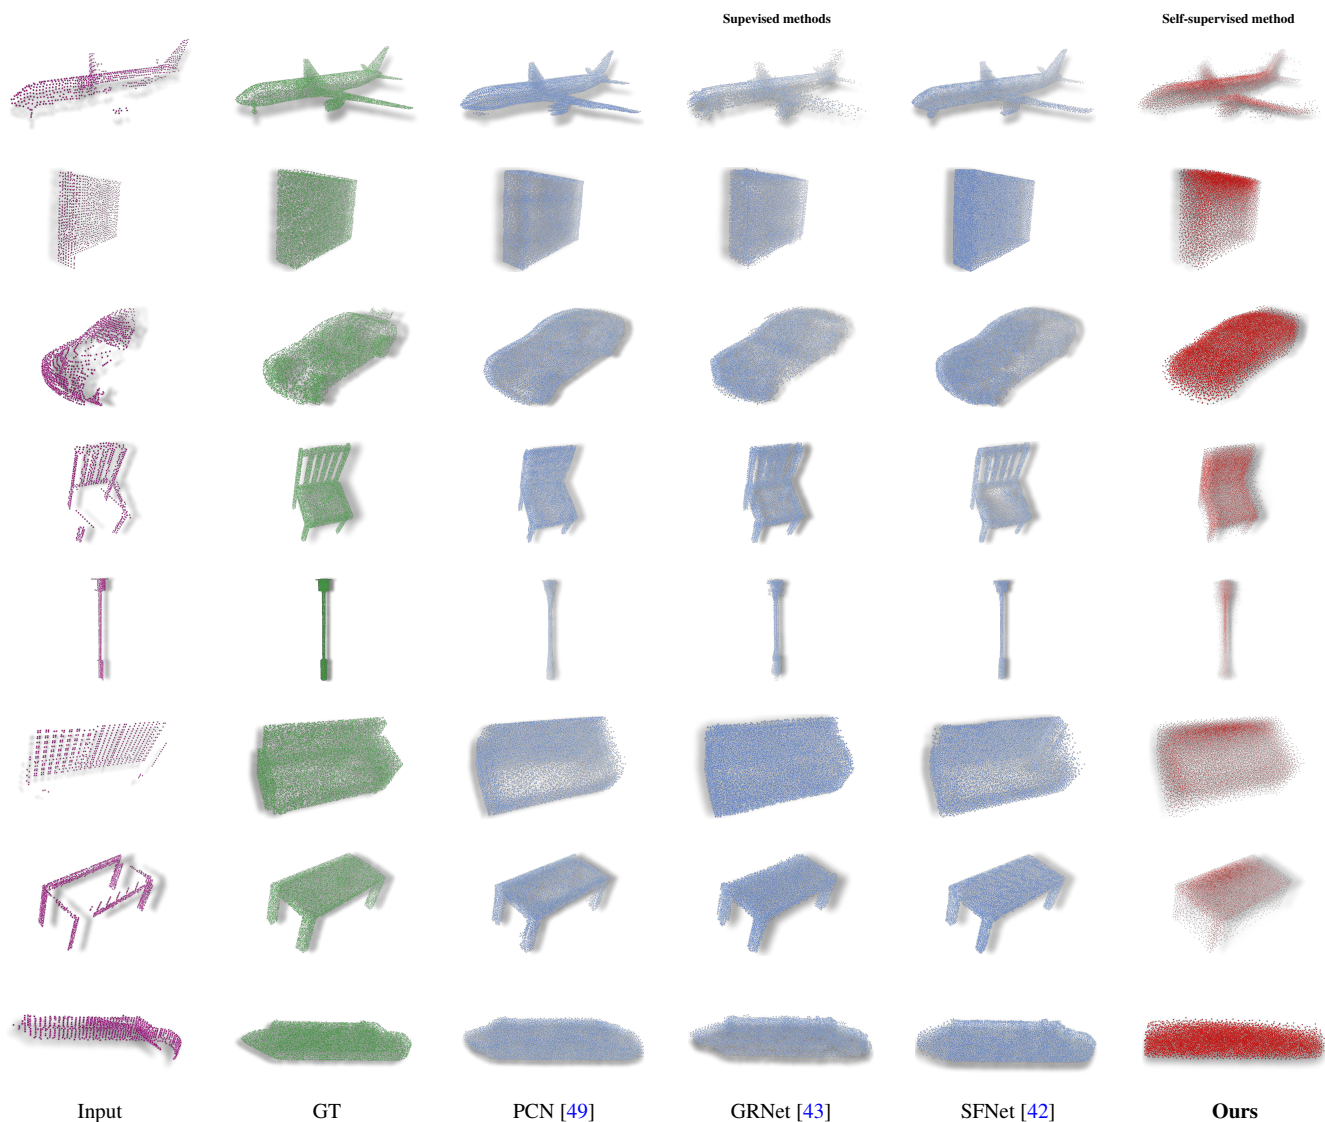 Supevised methods
Self-supervised method
Input
GT
PCN [49]
GRNet [43]
SFNet [42]
Ours